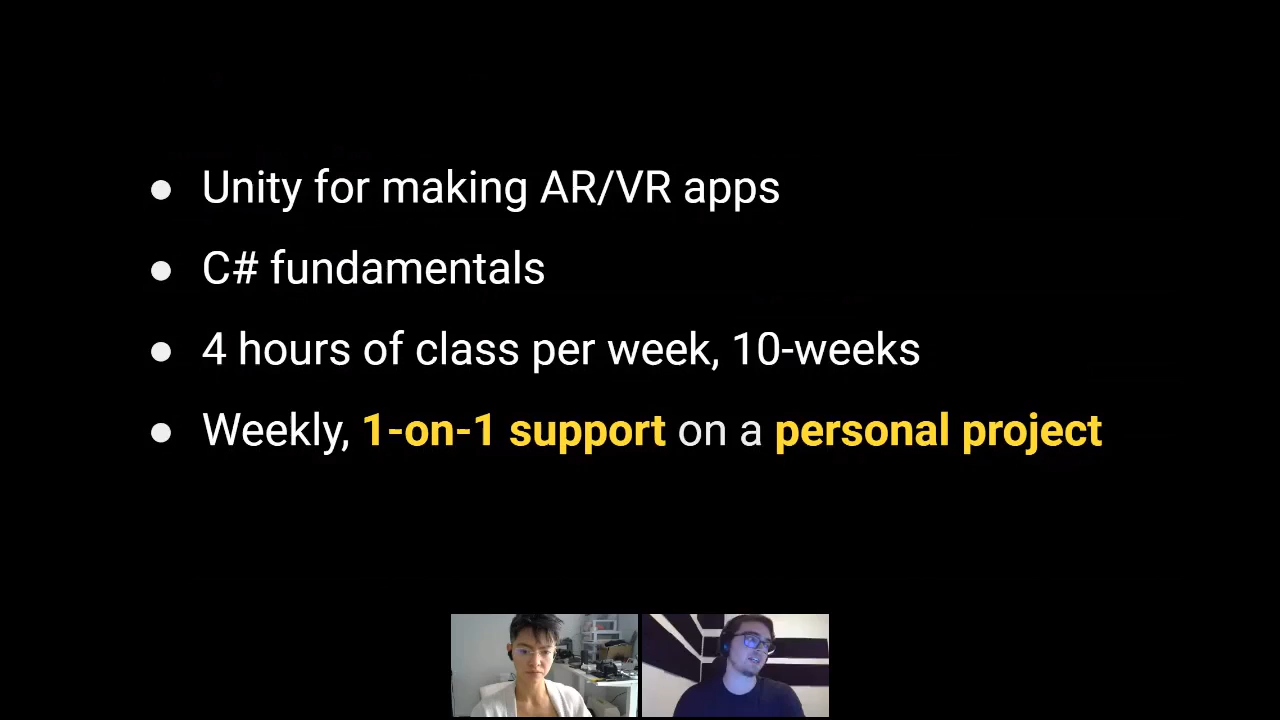 ● Unity for making AR/VR apps
● C# fundamentals
● 4 hours of class per week, 10-weeks
● Weekly, 1-on-1 support on a personal project